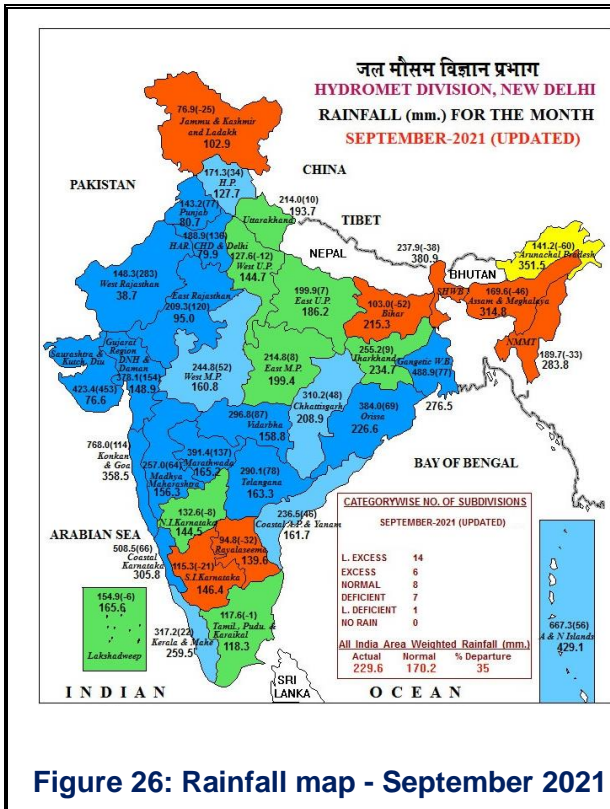 जल मौसम विज्ञान प्रभाग
HYDROMET DIVISION, NEW DELHI
RAINFALL (mm.) FOR THE MONTH
SEPTEMBER-2021 (UPDATED)
76.9(-25)
Jammu & Kashmir
and Ladakh
102.9
CHINA
PAKISTAN
171.3(34)
H.P.
127.7
143.2(77)
Punjab
80.7
214.0(10)
193.7
Uttarakhand
TIBET
188.9(136)
HAR. CHD & Delhi
79.9
127.6(-12)
West U.P.
144.7
NEPAL
237.9(-38)
380.9
BHUTAN
141.2(-60)
Arunachal Pradesh
351.5
148.3(283)
West Rajasthan
38.7
East Rajasthan
209.3(120)
95.0
199.9(7)
East U.P.
186.2
103.0(-52)
Bihar
215.3
SHWB
169.6(-46)
Assam & Meghalaya
314.8
NMMT
189.7(-33)
283.8
Gujarat
Region
DNH &
Daman
378.1(154)
148.9
Saurashtra &
Kutch, Diu
423.4(453)
76.6
244.8(52)
West M.P.
160.8
214.8(8)
East M.P.
199.4
255.2(9)
Jharkhand
234.7
Gangetic W.B.
488.9(77)
276.5
310.2(48)
Chhattisgarh
208.9
384.0(69)
Orissa
226.6
296.8(87)
Vidarbha
158.8
768.0(114)
Konkan
& Goa
358.5
391.4(137)
Marathwada
165.2
257.0(64)
Madhya
Maharashtra
156.3
290.1(78)
Telangana
163.3
BAY OF BENGAL
132.6(-8)
N.I.Karnataka
144.5
236.5(46)
Coastal A.P. & Yanam
161.7
ARABIAN SEA
508.5(66)
Coastal
Karnataka
305.8
94.8(-32)
Rayalaseema
139.6
115.3(-21)
S.I.Karnataka
146.4
154.9(-6)
165.6
Lakshadweep
117.6(-1)
Tamil, Pudu. &
Karaikal
118.3
317.2(22)
Kerala & Mahe
259.5
667.3(56)
A & N Islands
429.1
CATEGORYWISE NO. OF SUBDIVISIONS
SEPTEMBER-2021 (UPDATED)
L. EXCESS 14
EXCESS 6
NORMAL 8
DEFICIENT 7
L. DEFICIENT 1
NO RAIN 0
All India Area Weighted Rainfall (mm.)
Actual Normal % Departure
229.6 170.2 35
SRI
LANKA
INDIAN OCEAN
Figure 26: Rainfall map - September 2021